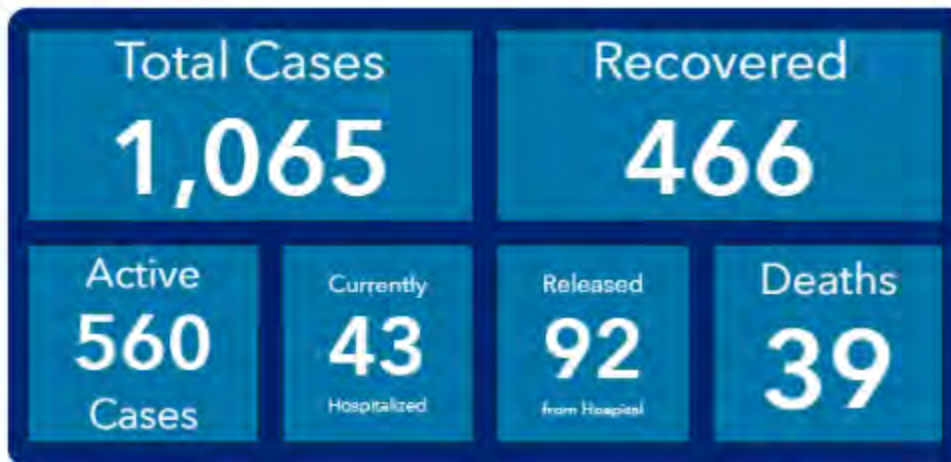 Total Cases
1,065
Recovered
466
Active
560
Cases
Currently
43
Hospitalized
Released
92
from Hospital
Deaths
39